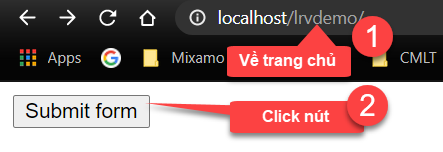 localhost/lrvdemo/
1
Apps
G
Mixamo
Về trang chủ
CMLT
Submit form
2
Click nút